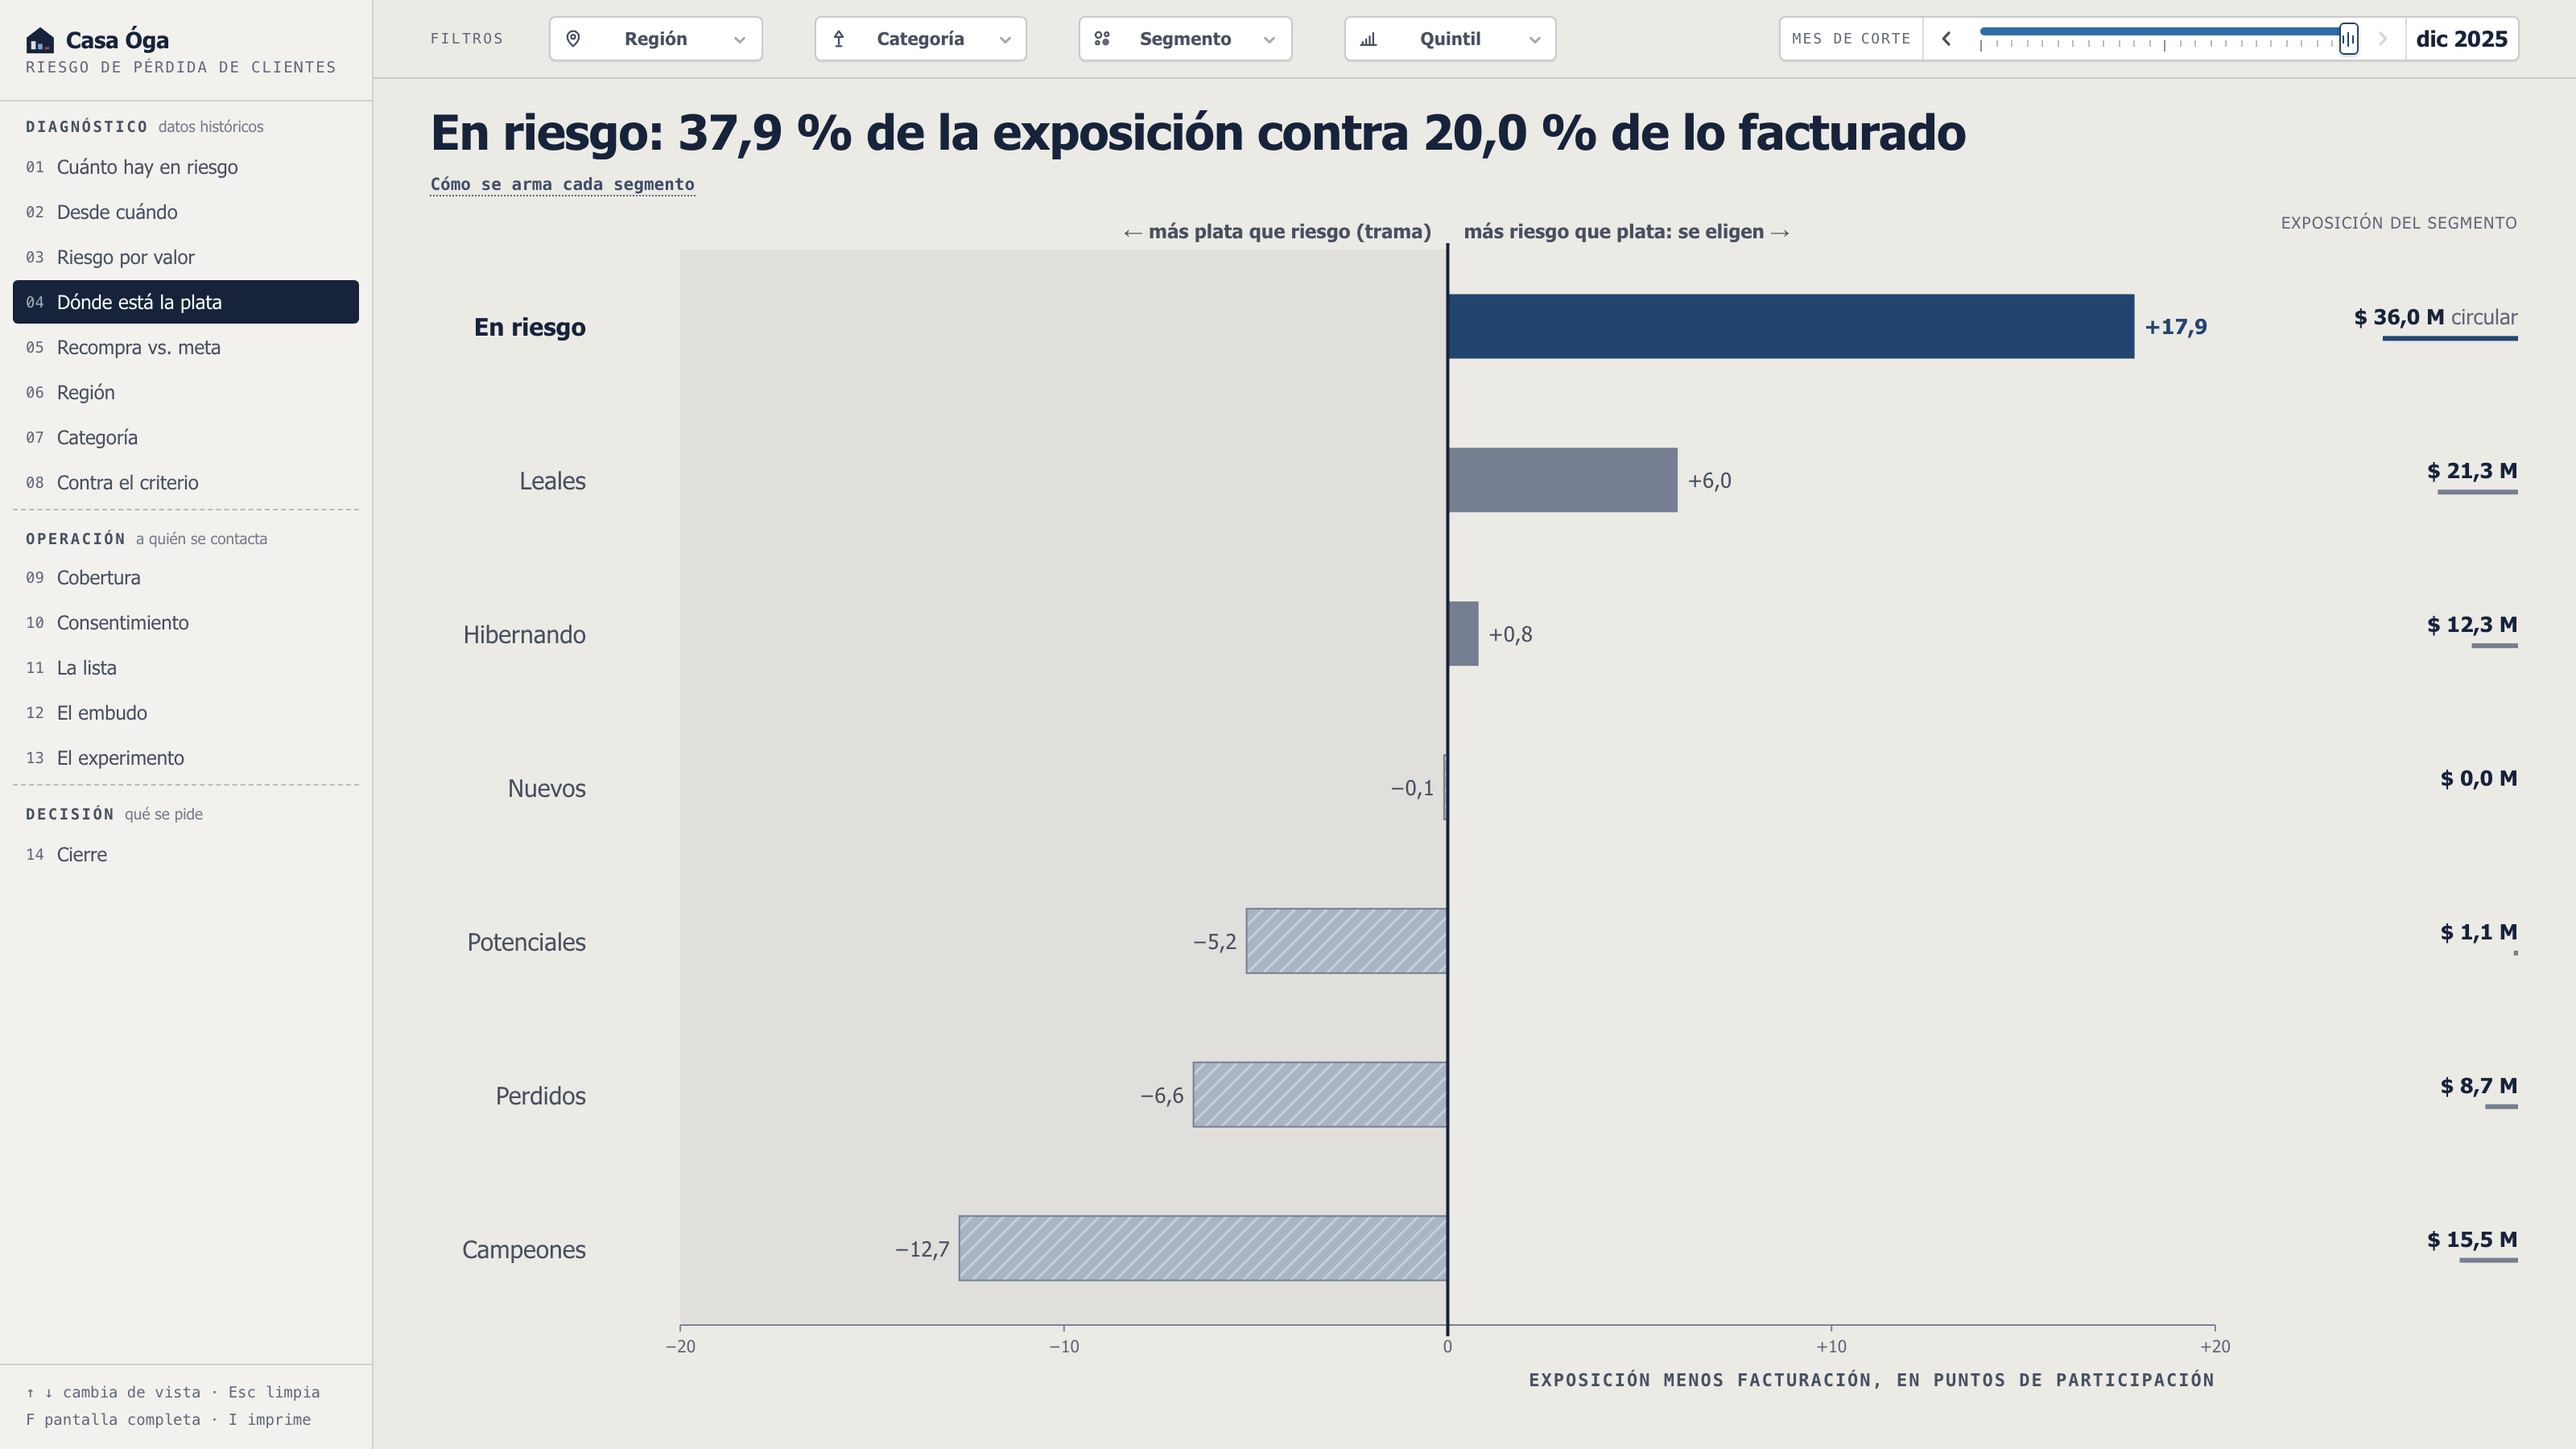 Casa Óga
RIESGO DE PÉRDIDA DE CLIENTES
DIAGNÓSTICO datos históricos
01 Cuánto hay en riesgo
02 Desde cuándo
03 Riesgo por valor
04 Dónde está la plata
05 Recompra vs. meta
06 Región
07 Categoría
08 Contra el criterio
OPERACIÓN a quién se contacta
09 Cobertura
10 Consentimiento
11 La lista
12 El embudo
13 El experimento
DECISIÓN qué se pide
14 Cierre
↑ ↓ cambia de vista · Esc limpia
F pantalla completa · I imprime
FILTROS Región Categoría Segmento Quintil MES DE CORTE dic 2025
En riesgo: 37,9 % de la exposición contra 20,0 % de lo facturado
Cómo se arma cada segmento
← más plata que riesgo (trama) más riesgo que plata: se eligen → EXPOSICIÓN DEL SEGMENTO
En riesgo +17,9 $ 36,0 M circular
Leales +6,0 $ 21,3 M
Hibernando +0,8 $ 12,3 M
Nuevos −0,1 $ 0,0 M
Potenciales −5,2 $ 1,1 M
Perdidos −6,6 $ 8,7 M
Campeones −12,7 $ 15,5 M
−20 −10 0 +10 +20
EXPOSICIÓN MENOS FACTURACIÓN, EN PUNTOS DE PARTICIPACIÓN